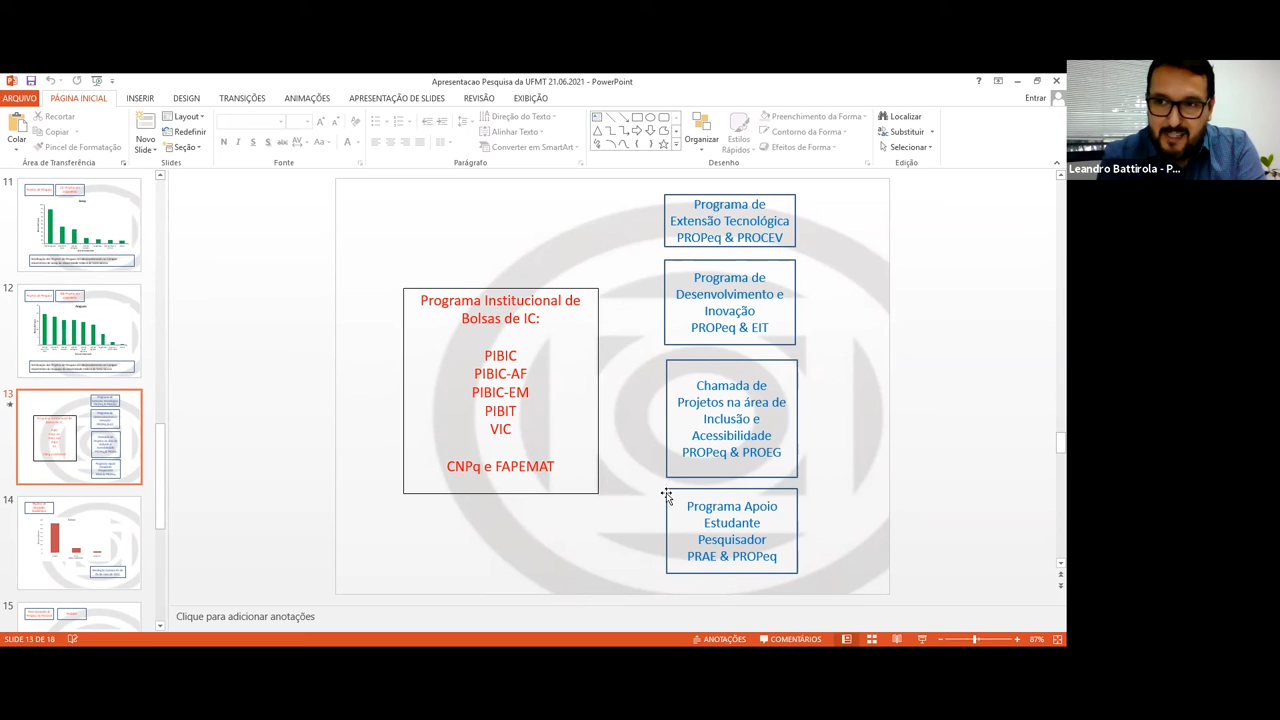 Apresentacao Pesquisa da UFMT 21.06.2021 - PowerPoint
ARQUIVO PÁGINA INICIAL INSERIR DESIGN TRANSIÇÕES ANIMAÇÕES APRESENTAÇÃO DE SLIDES REVISÃO EXIBIÇÃO Entrar
Colar
Recortar
Copiar
Pincel de Formatação
Área de Transferência
Novo
Slide
Layout
Redefinir
Seção
Slides
Fonte
Direção do Texto
Alinhar Texto
Converter em SmartArt
Parágrafo
Organizar
Estilos
Rápidos
Preenchimento da Forma
Contorno da Forma
Efeitos de Forma
Desenho
Localizar
Substituir
Selecionar
Edição
Leandro Battirola - P...
11
12
13
14
15
Programa Institucional de
Bolsas de IC:
PIBIC
PIBIC-AF
PIBIC-EM
PIBIT
VIC
CNPq e FAPEMAT
Programa de
Extensão Tecnológica
PROPeq & PROCEV
Programa de
Desenvolvimento e
Inovação
PROPeq & EIT
Chamada de
Projetos na área de
Inclusão e
Acessibilidade
PROPeq & PROEG
Programa Apoio
Estudante
Pesquisador
PRAE & PROPeq
Clique para adicionar anotações
SLIDE 13 DE 18
ANOTAÇÕES
COMENTÁRIOS
87%